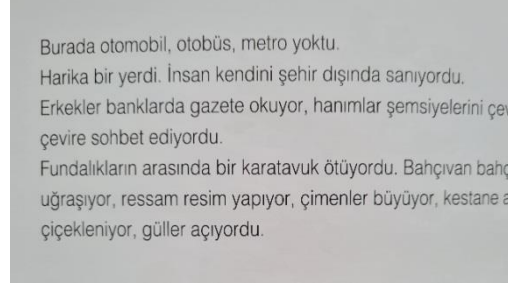 Burada otomobil, otobüs, metro yoktu.
Harika bir yerdi. İnsan kendini şehir dışında sanıyordu.
Erkekler banklarda gazete okuyor, hanımlar şemsiyelerini
çevire sohbet ediyordu.
Fundalıkların arasında bir karatavuk ötüyordu. Bahçıvan
uğraşıyor, ressam resim yapıyor, çimenler büyüyor, kestane
çiçekleniyor, güller açıyordu.